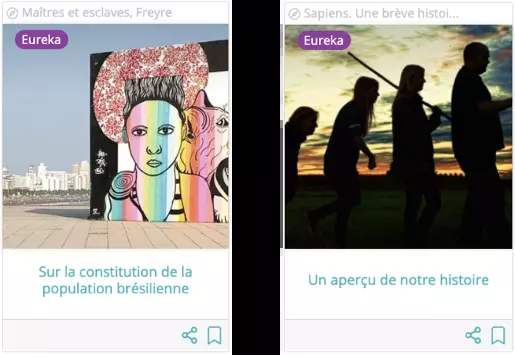 Maîtres et esclaves, Freyre
Eureka
Sur la constitution de la
population brésilienne
Sapiens. Une brève histoi...
Eureka
Un aperçu de notre histoire